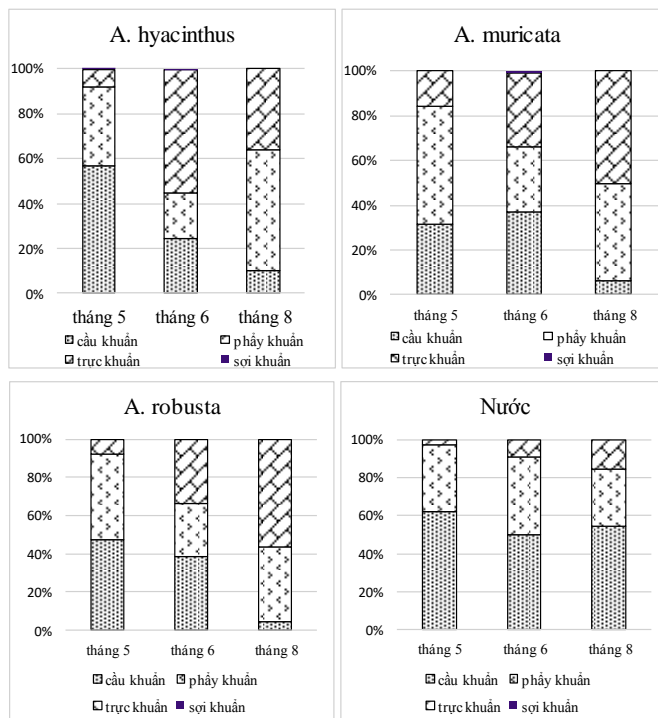 A. hyacinthus
100%
80%
60%
40%
20%
0%
tháng 5 tháng 6 tháng 8
cầu khuẩn phẩy khuẩn
trực khuẩn sợi khuẩn
A. muricata
100%
80%
60%
40%
20%
0%
tháng 5 tháng 6 tháng 8
cầu khuẩn phẩy khuẩn
trực khuẩn sợi khuẩn
A. robusta
100%
80%
60%
40%
20%
0%
tháng 5 tháng 6 tháng 8
cầu khuẩn phẩy khuẩn
trực khuẩn sợi khuẩn
Nước
100%
80%
60%
40%
20%
0%
tháng 5 tháng 6 tháng 8
cầu khuẩn phẩy khuẩn
trực khuẩn sợi khuẩn